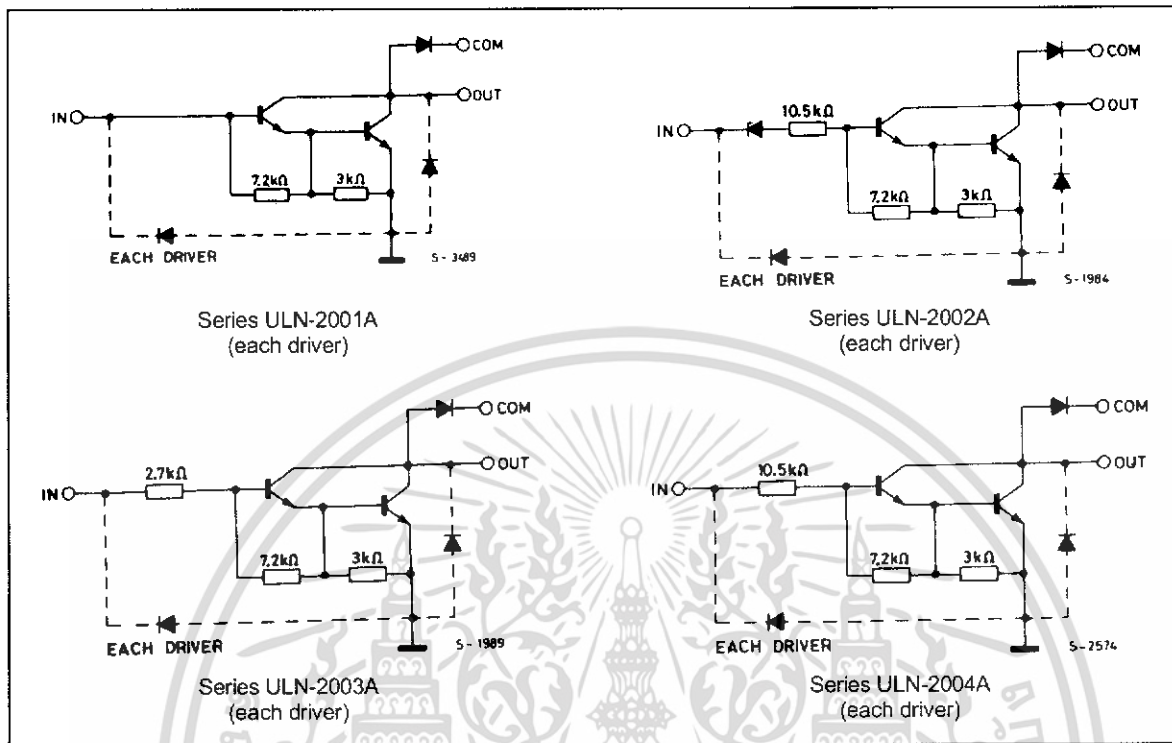 COM
OUT
IN
7.2kΩ 3kΩ
EACH DRIVER S-3489
Series ULN-2001A
(each driver)
COM
OUT
10.5kΩ
IN
7.2kΩ 3kΩ
EACH DRIVER S-1984
Series ULN-2002A
(each driver)
COM
OUT
2.7kΩ
IN
7.2kΩ 3kΩ
EACH DRIVER S-1989
Series ULN-2003A
(each driver)
COM
OUT
10.5kΩ
IN
7.2kΩ 3kΩ
EACH DRIVER S-2574
Series ULN-2004A
(each driver)